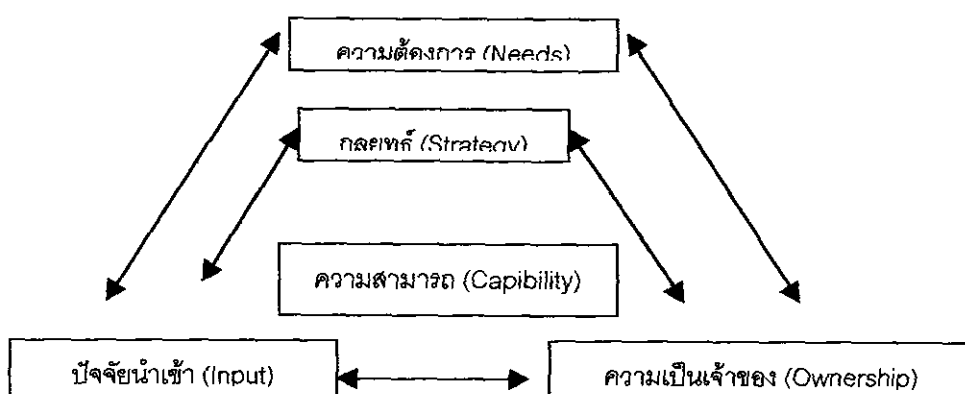 ความต้องการ (Needs)
กลยทธ์ (Strategy)
ความสามารถ (Capibility)
ปัจจัยนำเข้า (Input)
ความเป็นเจ้าของ (Ownership)